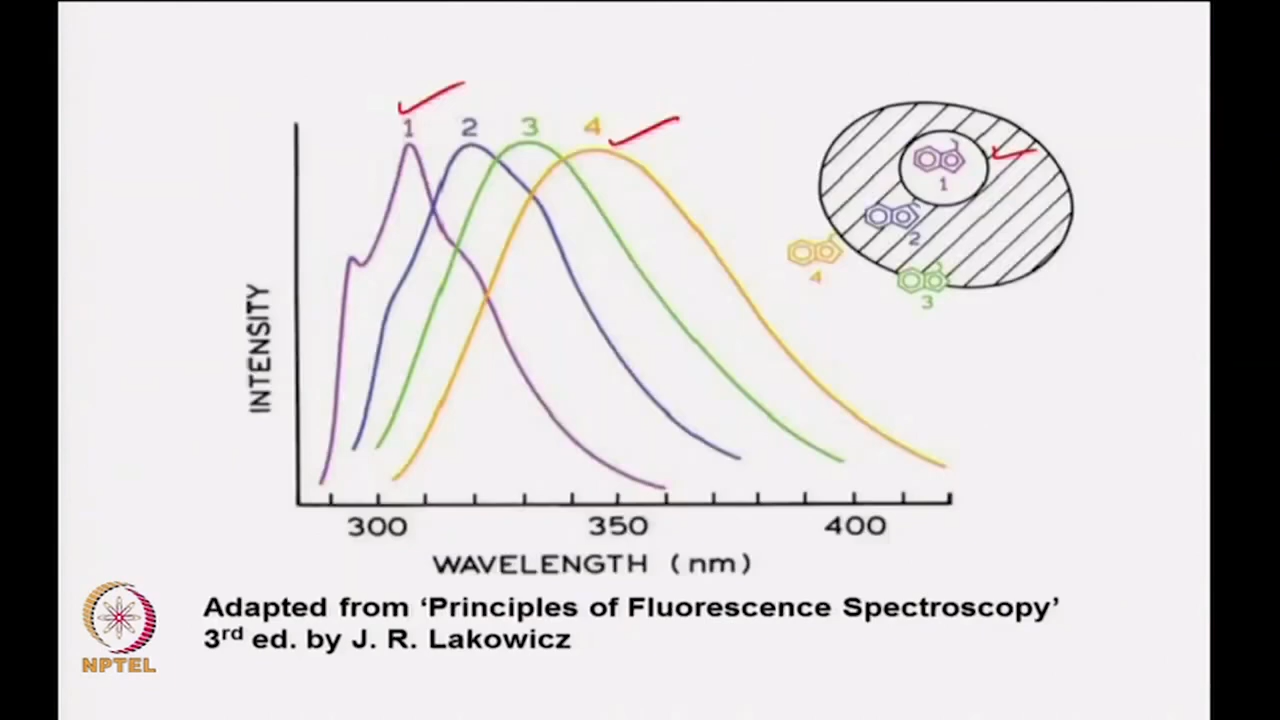 1 2 3 4
1
2
4
3
INTENSITY
300 350 400
WAVELENGTH (nm)
Adapted from ‘Principles of Fluorescence Spectroscopy’
3rd ed. by J. R. Lakowicz
NPTEL